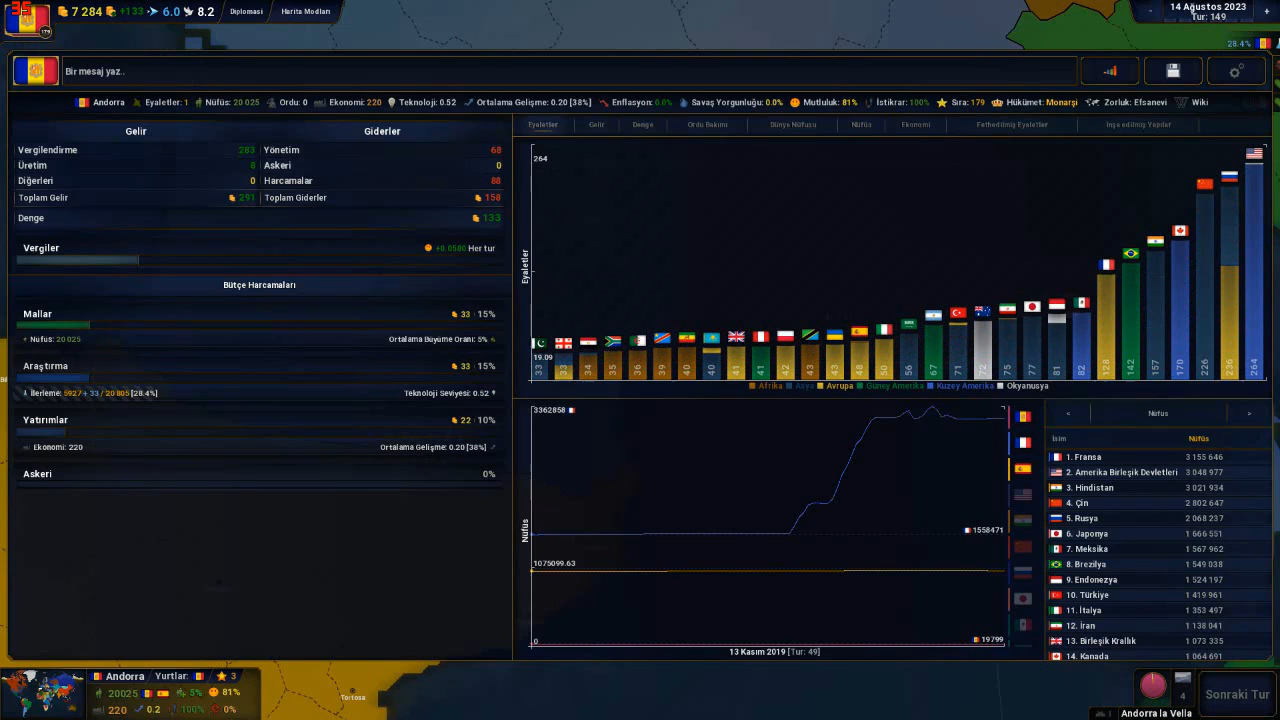 35
7 284 +133 6.0 8.2 Diplomasi Harita Modları
179
14 Ağustos 2023
Tur: 149
- +
28.4%
Bir mesaj yaz..
Andorra Eyaletler: 1 Nüfus: 20 025 Ordu: 0 Ekonomi: 220 Teknoloji: 0.52 Ortalama Gelişme: 0.20 [38%] Enflasyon: 0.0% Savaş Yorgunluğu: 0.0% Mutluluk: 81% İstikrar: 100% Sıra: 179 Hükümet: Monarşi Zorluk: Efsanevi Wiki
Gelir Giderler
Vergilendirme 283 Yönetim 68
Üretim 8 Askeri 0
Diğerleri 0 Harcamalar 88
Toplam Gelir 291 Toplam Giderler 158
Denge 133
Vergiler +0.0500 Her tur
Bütçe Harcamaları
Mallar 33 / 15%
Nufus: 20 025 Ortalama Büyüme Oranı: 5%
Araştırma 33 / 15%
İlerleme: 5927 + 33 / 20 805 [28.4%] Teknoloji Seviyesi: 0.52
Yatırımlar 22 / 10%
Ekonomi: 220 Ortalama Gelişme: 0.20 [38%]
Askeri 0%
Eyaletler Gelir Denge Ordu Bakımı Dünya Nüfusu Nüfus Ekonomi Fethedilmiş Eyaletler İnşa edilmiş Yapılar
264
Eyaletler
19.09
33 33 34 35 36 39 40 40 41 41 42 43 43 48 50 56 67 71 72 75 77 81 82 128 142 157 170 226 236 264
Afrika Asya Avrupa Güney Amerika Kuzey Amerika Okyanusya
3362858
Nüfus
1558471
1075099.63
0
19799
13 Kasım 2019 [Tur: 49]
< Nüfus >
İsim Nüfus
1. Fransa 3 155 646
2. Amerika Birleşik Devletleri 3 048 977
3. Hindistan 3 021 934
4. Çin 2 802 647
5. Rusya 2 068 237
6. Japonya 1 666 551
7. Meksika 1 567 962
8. Brezilya 1 549 038
9. Endonezya 1 524 197
10. Türkiye 1 419 961
11. İtalya 1 353 497
12. İran 1 138 041
13. Birleşik Krallık 1 073 335
14. Kanada 1 064 691
Andorra Yurtlar: 3
20025 5% 81%
220 0.2 100% 0%
Tortosa
4
Andorra la Vella
Sonraki Tur